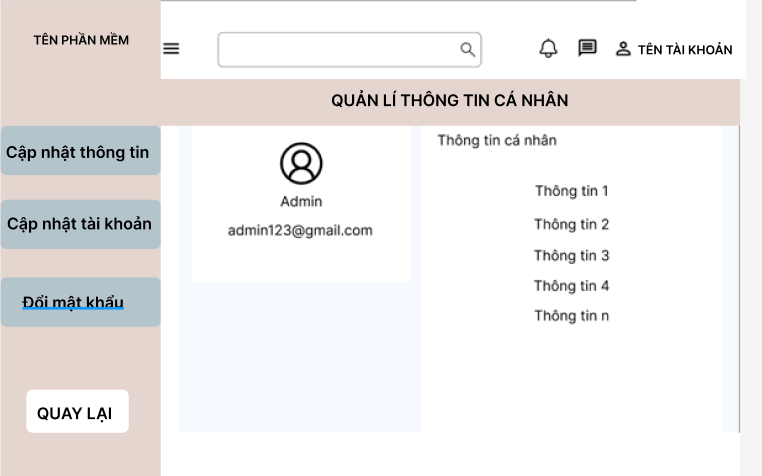 TÊN PHẦN MỀM
TÊN TÀI KHOẢN
QUẢN LÍ THÔNG TIN CÁ NHÂN
Cập nhật thông tin
Cập nhật tài khoản
Đổi mật khẩu
QUAY LẠI
Admin
admin123@gmail.com
Thông tin cá nhân
Thông tin 1
Thông tin 2
Thông tin 3
Thông tin 4
Thông tin n